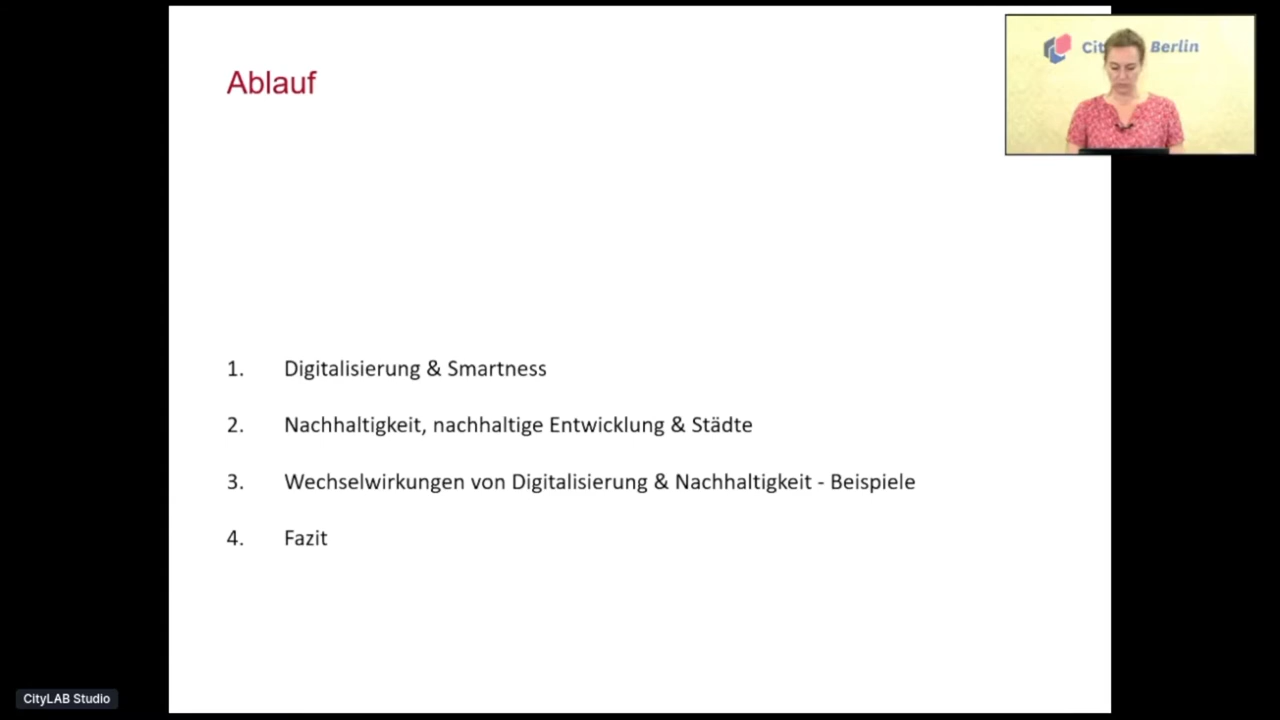 Ablauf
Berlin
1. Digitalisierung & Smartness
2. Nachhaltigkeit, nachhaltige Entwicklung & Städte
3. Wechselwirkungen von Digitalisierung & Nachhaltigkeit - Beispiele
4. Fazit
CityLAB Studio